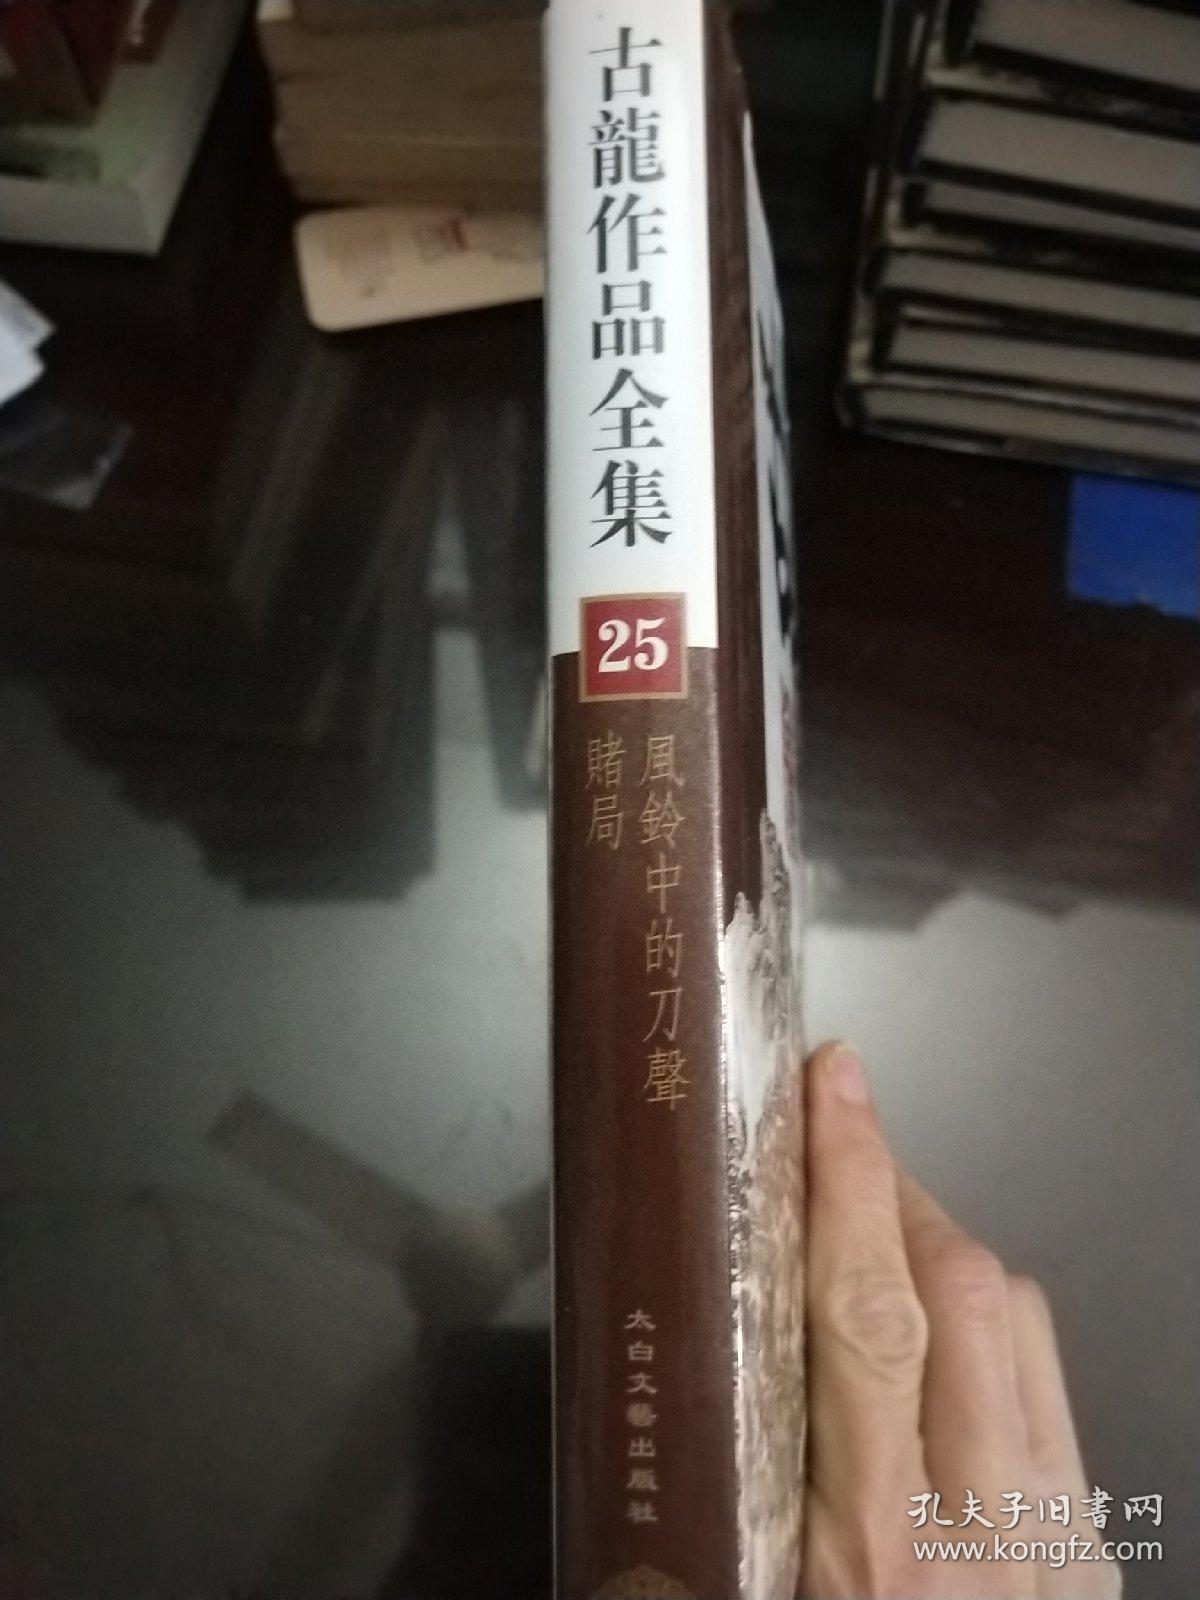 古龍作品全集
25
風鈴中的刀聲
賭局
太白文藝出版社
孔夫子旧书网
www.kongfz.com